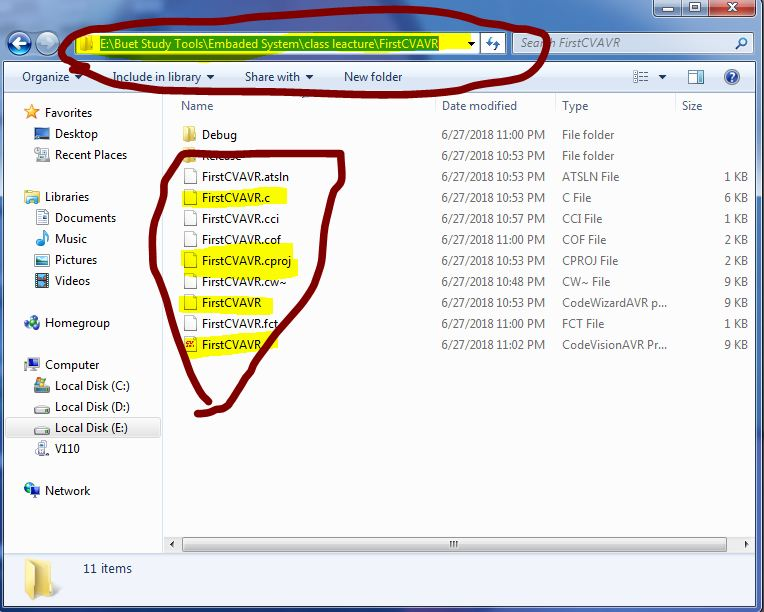 E:\Buet Study Tools\Embaded System\class leacture\FirstCVAVR
Search FirstCVAVR
Organize Include in library Share with New folder
Name Date modified Type Size
Favorites
Desktop
Recent Places
Libraries
Documents
Music
Pictures
Videos
Homegroup
Computer
Local Disk (C:)
Local Disk (D:)
Local Disk (E:)
V110
Network
Debug 6/27/2018 11:00 PM File folder
Release 6/27/2018 10:53 PM File folder
FirstCVAVR.atsln 6/27/2018 10:53 PM ATSLN File 1 KB
FirstCVAVR.c 6/27/2018 10:53 PM C File 6 KB
FirstCVAVR.cci 6/27/2018 10:57 PM CCI File 1 KB
FirstCVAVR.cof 6/27/2018 11:00 PM COF File 2 KB
FirstCVAVR.cproj 6/27/2018 10:53 PM CPROJ File 2 KB
FirstCVAVR.cw~ 6/27/2018 10:48 PM CW~ File 9 KB
FirstCVAVR 6/27/2018 10:53 PM CodeWizardAVR p... 9 KB
FirstCVAVR.fct 6/27/2018 11:00 PM FCT File 1 KB
FirstCVAVR 6/27/2018 11:02 PM CodeVisionAVR Pr... 9 KB
11 items